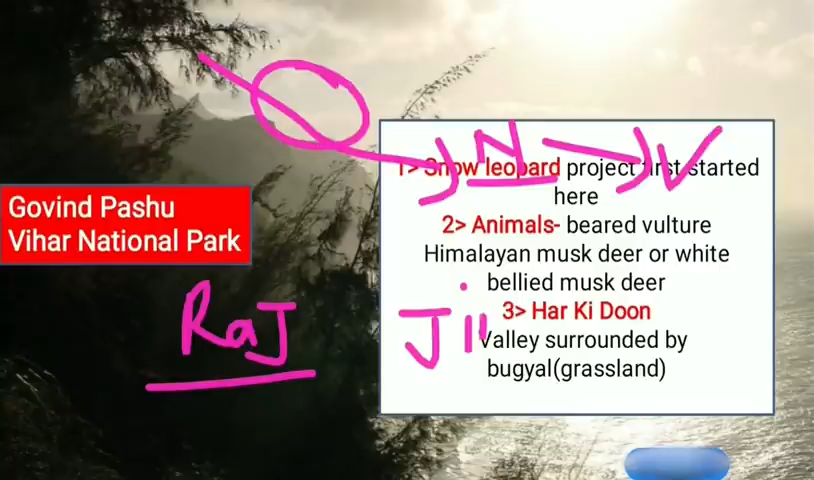 Govind Pashu
Vihar National Park
1> Snow leopard project first started
here
2> Animals- beared vulture
Himalayan musk deer or white
bellied musk deer
3> Har Ki Doon
Valley surrounded by
bugyal(grassland)
N
V
RaJ
J11